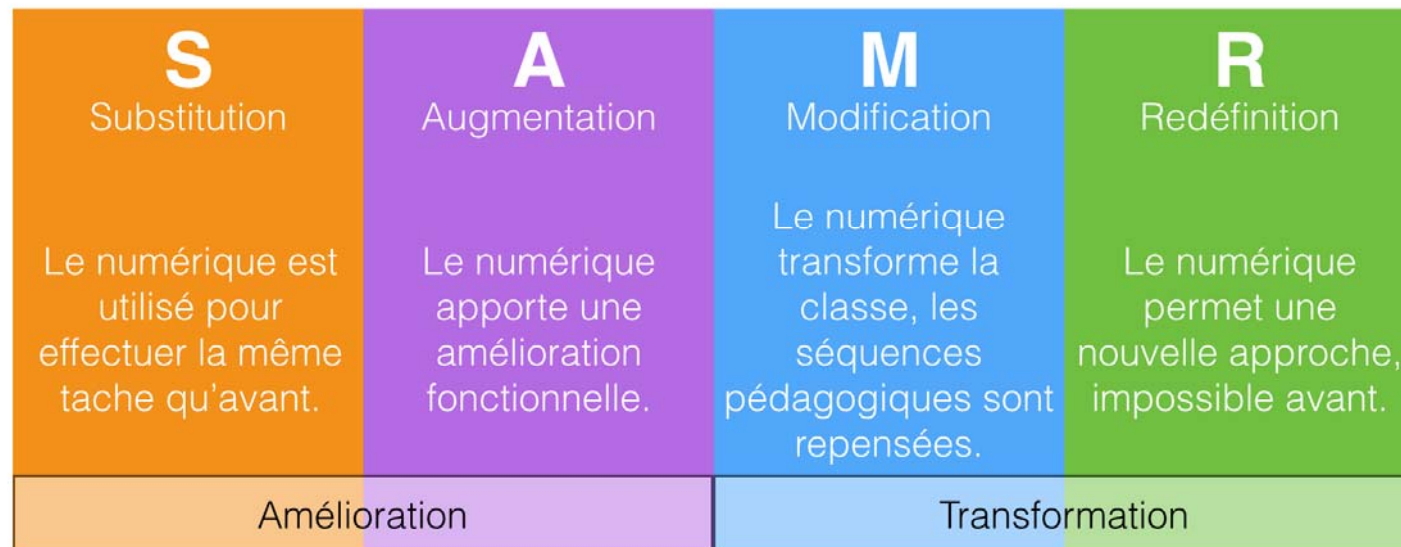 S
Substitution
Le numérique est
utilisé pour
effectuer la même
tache qu'avant.
A
Augmentation
Le numérique
apporte une
amélioration
fonctionnelle.
M
Modification
Le numérique
transforme la
classe, les
séquences
pédagogiques sont
repensées.
R
Redéfinition
Le numérique
permet une
nouvelle approche,
impossible avant.
Amélioration
Transformation